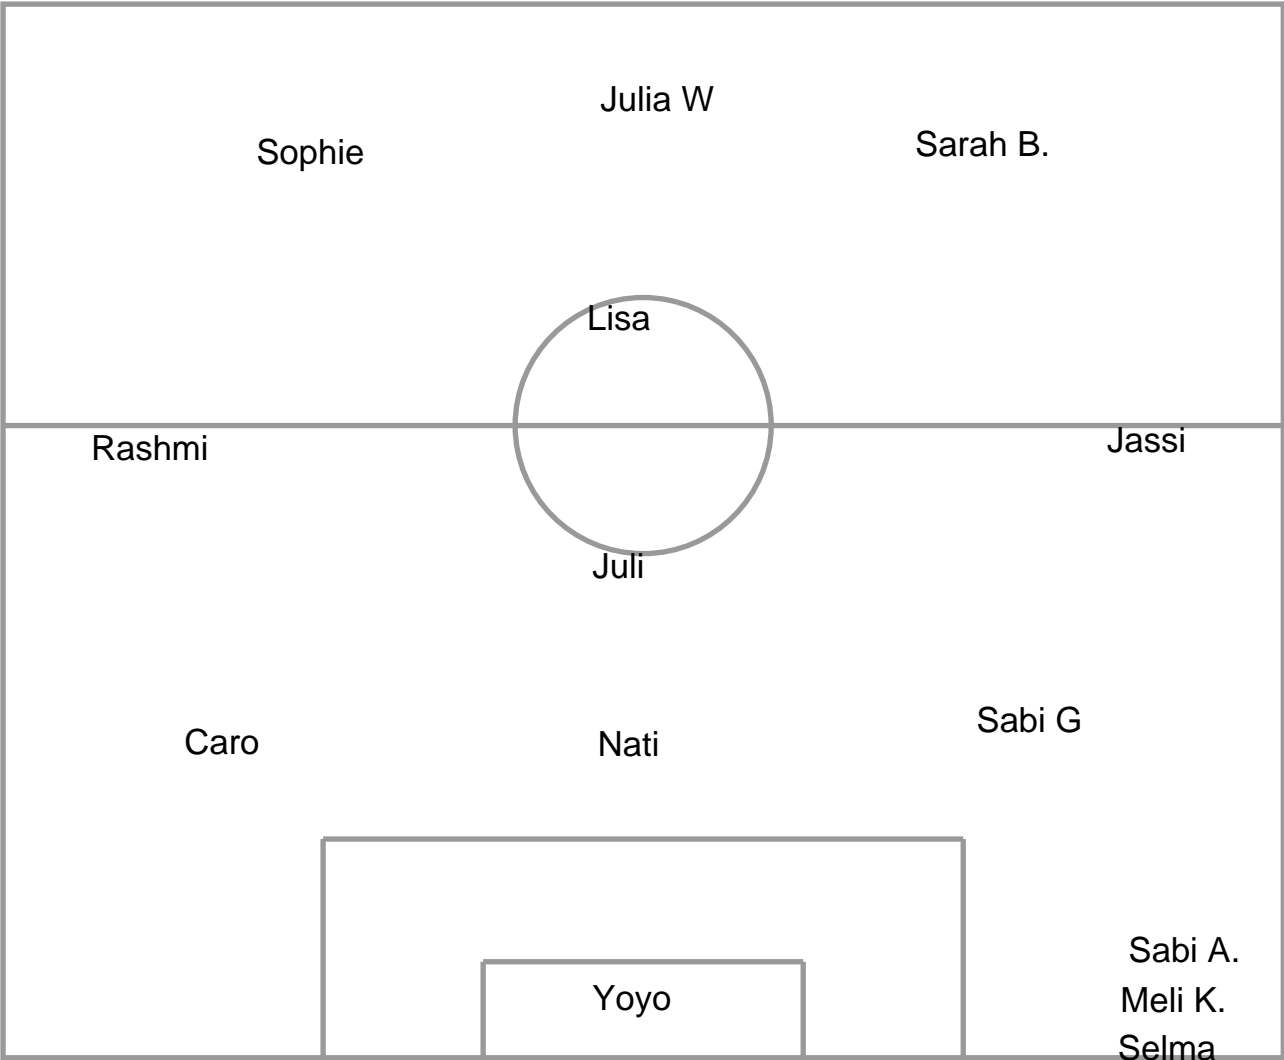 Julia W
Sophie
Sarah B.
Lisa
Rashmi
Jassi
Juli
Caro
Nati
Sabi G
Sabi A.
Yoyo
Meli K.
Selma